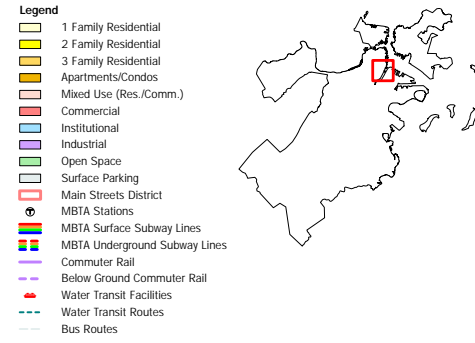 Legend
1 Family Residential
2 Family Residential
3 Family Residential
Apartments/Condos
Mixed Use (Res./Comm.)
Commercial
Institutional
Industrial
Open Space
Surface Parking
Main Streets District
T MBTA Stations
MBTA Surface Subway Lines
MBTA Underground Subway Lines
Commuter Rail
Below Ground Commuter Rail
Water Transit Facilities
Water Transit Routes
Bus Routes